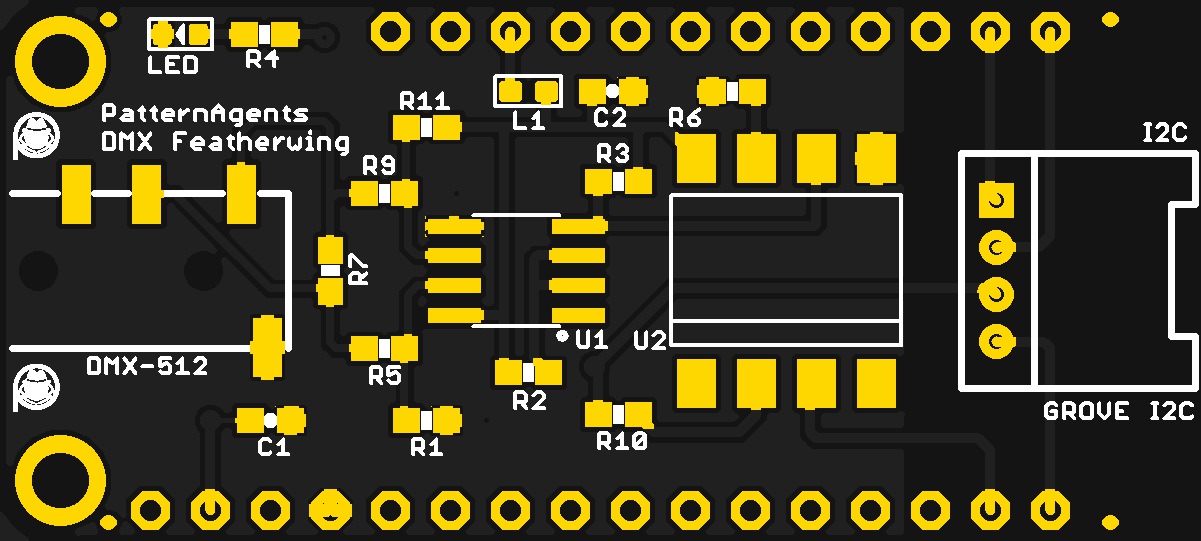 LED
R4
PatternAgents
DMX Featherwing
R11
L1
C2
R6
I2C
R9
R3
R7
U1
U2
DMX-512
R5
R2
GROVE I2C
C1
R1
R10